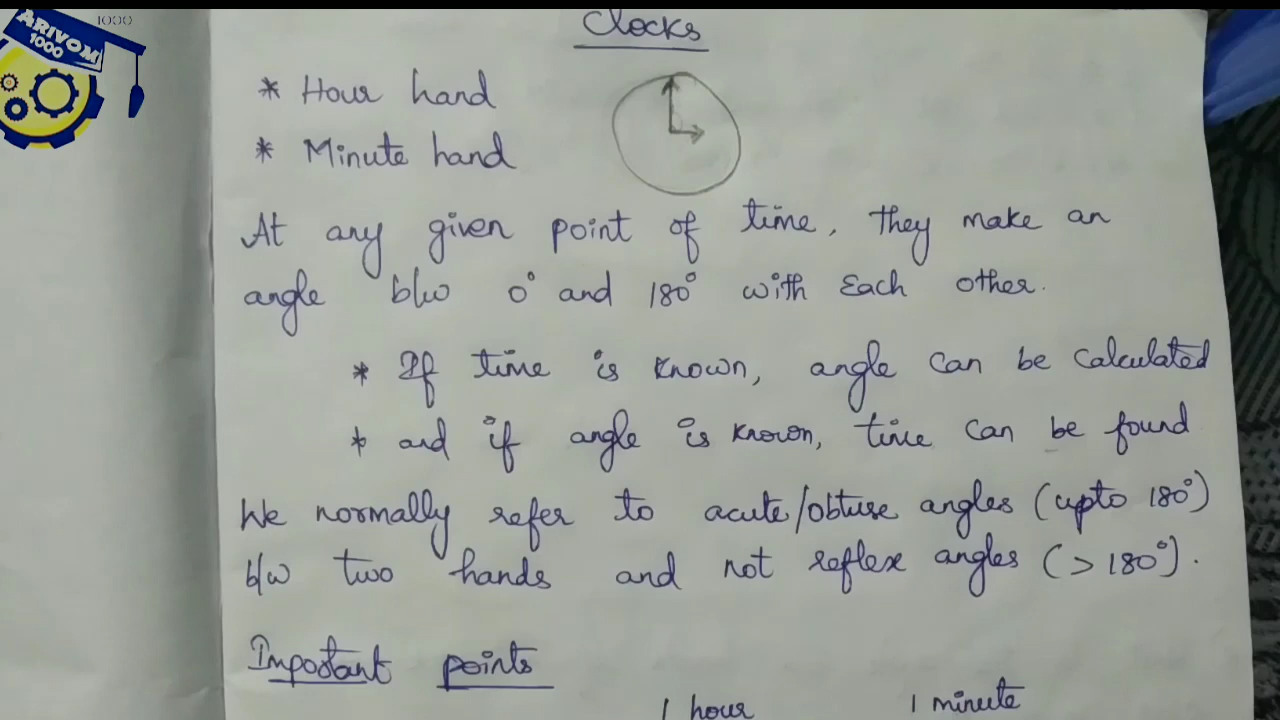 ARIVOM
1000
1000
Clocks
* Hour hand
* Minute hand
At any given point of time, they make an
angle b/w 0° and 180° with each other.
* If time is known, angle can be calculated
* and if angle is known, time can be found
We normally refer to acute/obtuse angles (upto 180°)
b/w two hands and not reflex angles (> 180°).
Important points
1 hour 1 minute